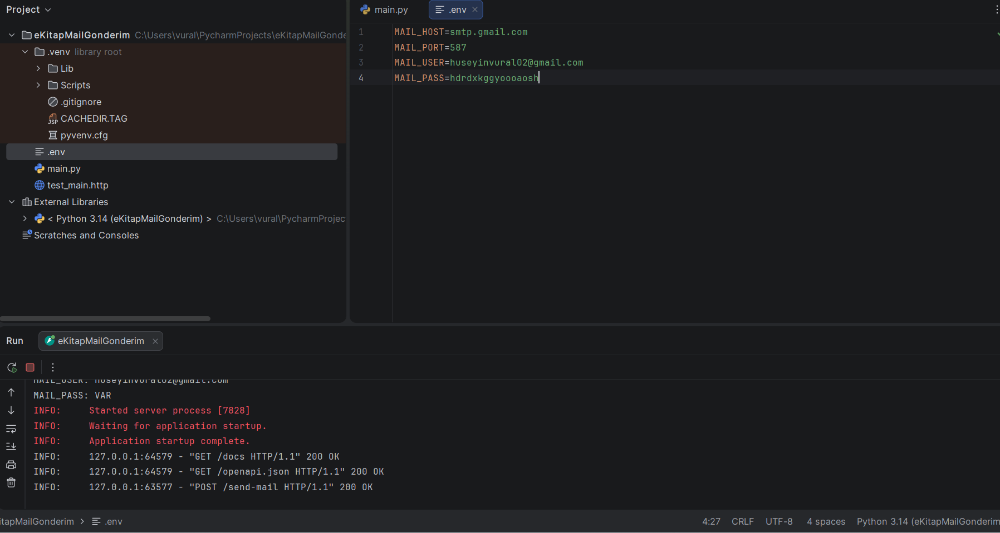 Project
main.py
.env
eKitapMailGonderim C:\Users\vural\PycharmProjects\eKitapMailGonde
.venv library root
Lib
Scripts
.gitignore
JSP CACHEDIR.TAG
pyvenv.cfg
.env
main.py
test_main.http
External Libraries
< Python 3.14 (eKitapMailGonderim) > C:\Users\vural\PycharmProjec
Scratches and Consoles
1 MAIL_HOST=smtp.gmail.com
2 MAIL_PORT=587
3 MAIL_USER=huseyinvural02@gmail.com
4 MAIL_PASS=hdrdxkggyoooaosh
Run eKitapMailGonderim
MAIL_USER: huseyinvural02@gmail.com
MAIL_PASS: VAR
INFO: Started server process [7828]
INFO: Waiting for application startup.
INFO: Application startup complete.
INFO: 127.0.0.1:64579 - "GET /docs HTTP/1.1" 200 OK
INFO: 127.0.0.1:64579 - "GET /openapi.json HTTP/1.1" 200 OK
INFO: 127.0.0.1:63577 - "POST /send-mail HTTP/1.1" 200 OK
itapMailGonderim > .env 4:27 CRLF UTF-8 4 spaces Python 3.14 (eKitapMailGonderim